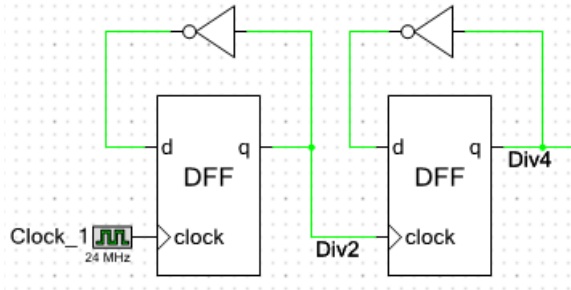 d q
DFF
Clock_1
24 MHz
clock
Div2
d q
DFF
clock
Div4